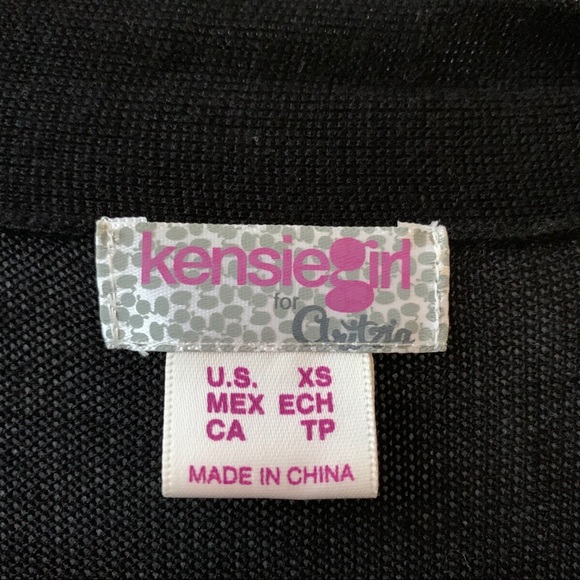 kensiegirl
for
Aritzia
U.S. XS
MEX ECH
CA TP
MADE IN CHINA